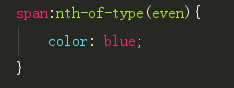 span:nth-of-type(even){
color: blue;
}